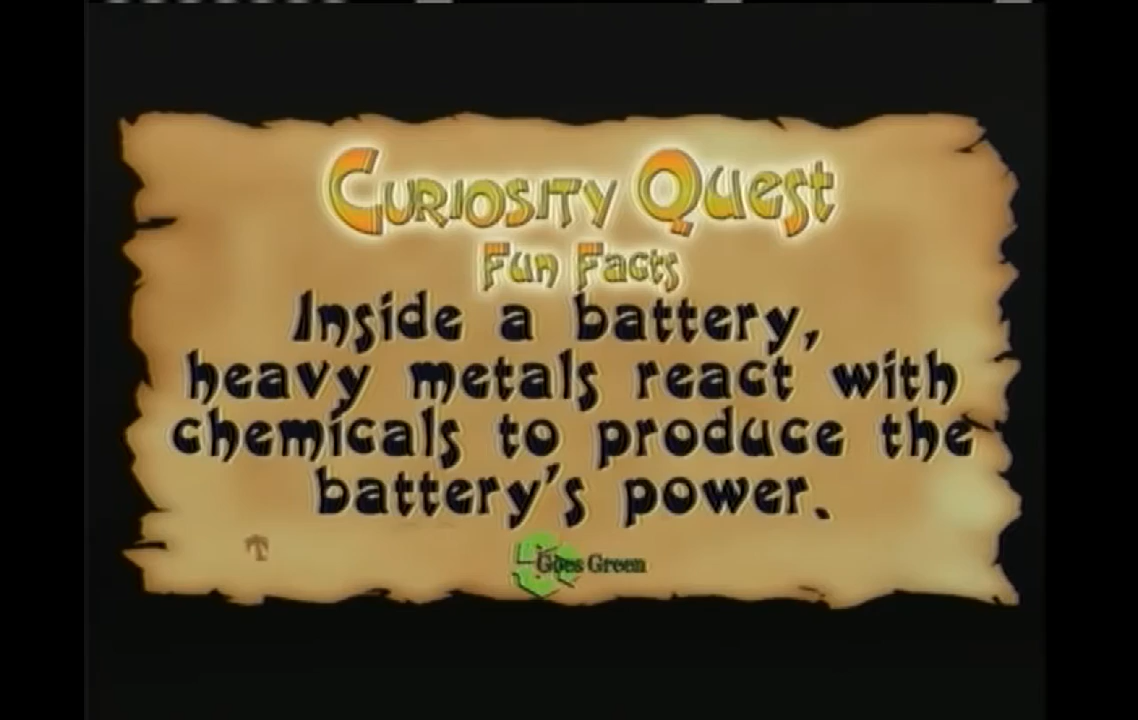 Curiosity Quest
Fun Facts
Inside a battery,
heavy metals react with
chemicals to produce the
battery's power.
Goes Green